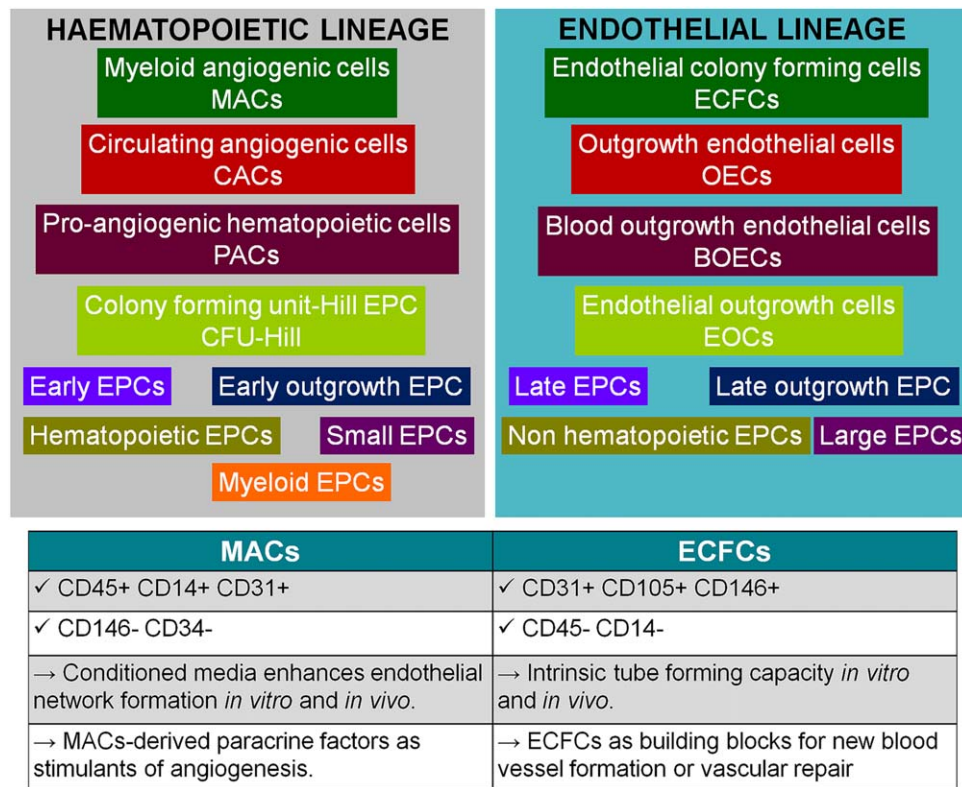 HAEMATOPOIETIC LINEAGE
Myeloid angiogenic cells
MACs
Circulating angiogenic cells
CACs
Pro-angiogenic hematopoietic cells
PACs
Colony forming unit-Hill EPC
CFU-Hill
Early EPCs
Early outgrowth EPC
Hematopoietic EPCs
Small EPCs
Myeloid EPCs
ENDOTHELIAL LINEAGE
Endothelial colony forming cells
ECFCs
Outgrowth endothelial cells
OECs
Blood outgrowth endothelial cells
BOECs
Endothelial outgrowth cells
EOCs
Late EPCs
Late outgrowth EPC
Non hematopoietic EPCs
Large EPCs
MACs
ECFCs
✓ CD45+ CD14+ CD31+
✓ CD31+ CD105+ CD146+
✓ CD146- CD34-
✓ CD45- CD14-
→ Conditioned media enhances endothelial
network formation in vitro and in vivo.
→ Intrinsic tube forming capacity in vitro
and in vivo.
→ MACs-derived paracrine factors as
stimulants of angiogenesis.
→ ECFCs as building blocks for new blood
vessel formation or vascular repair